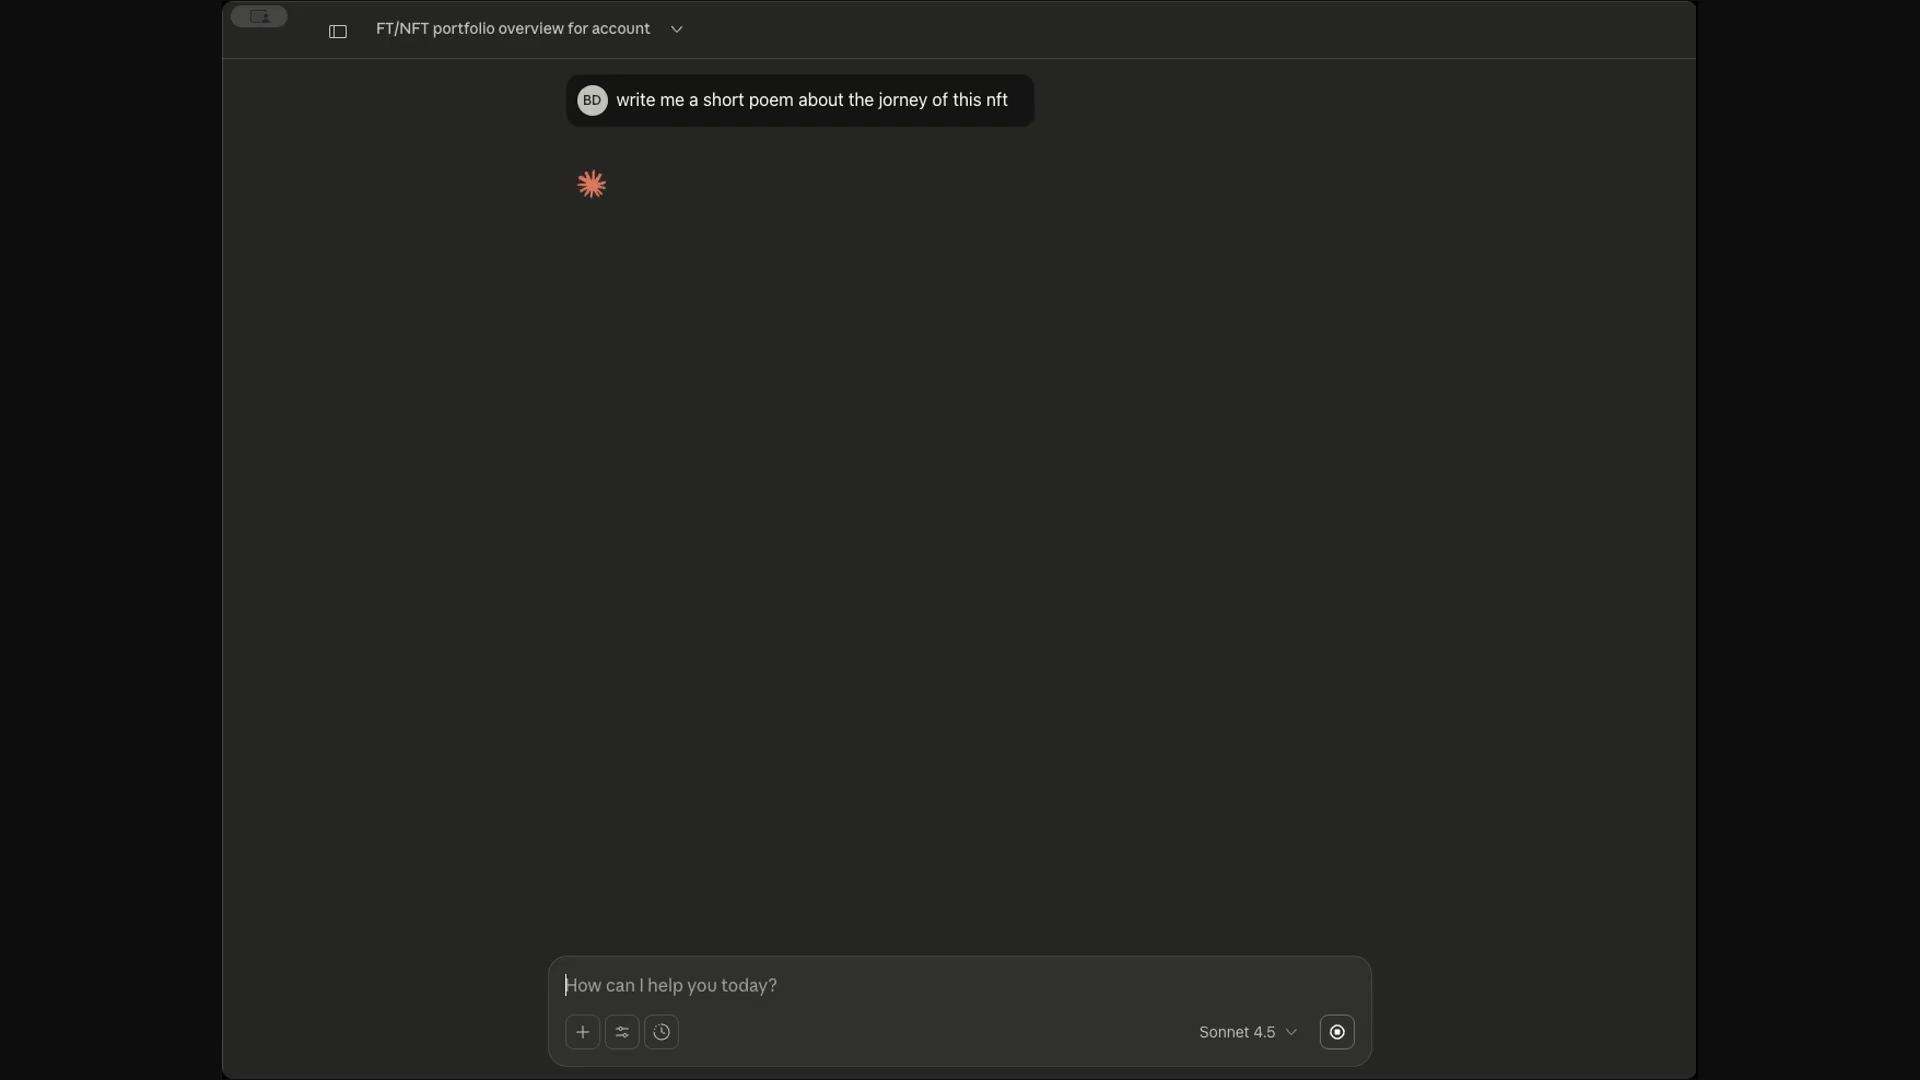 FT/NFT portfolio overview for account
BD write me a short poem about the jorney of this nft
How can I help you today?
Sonnet 4.5